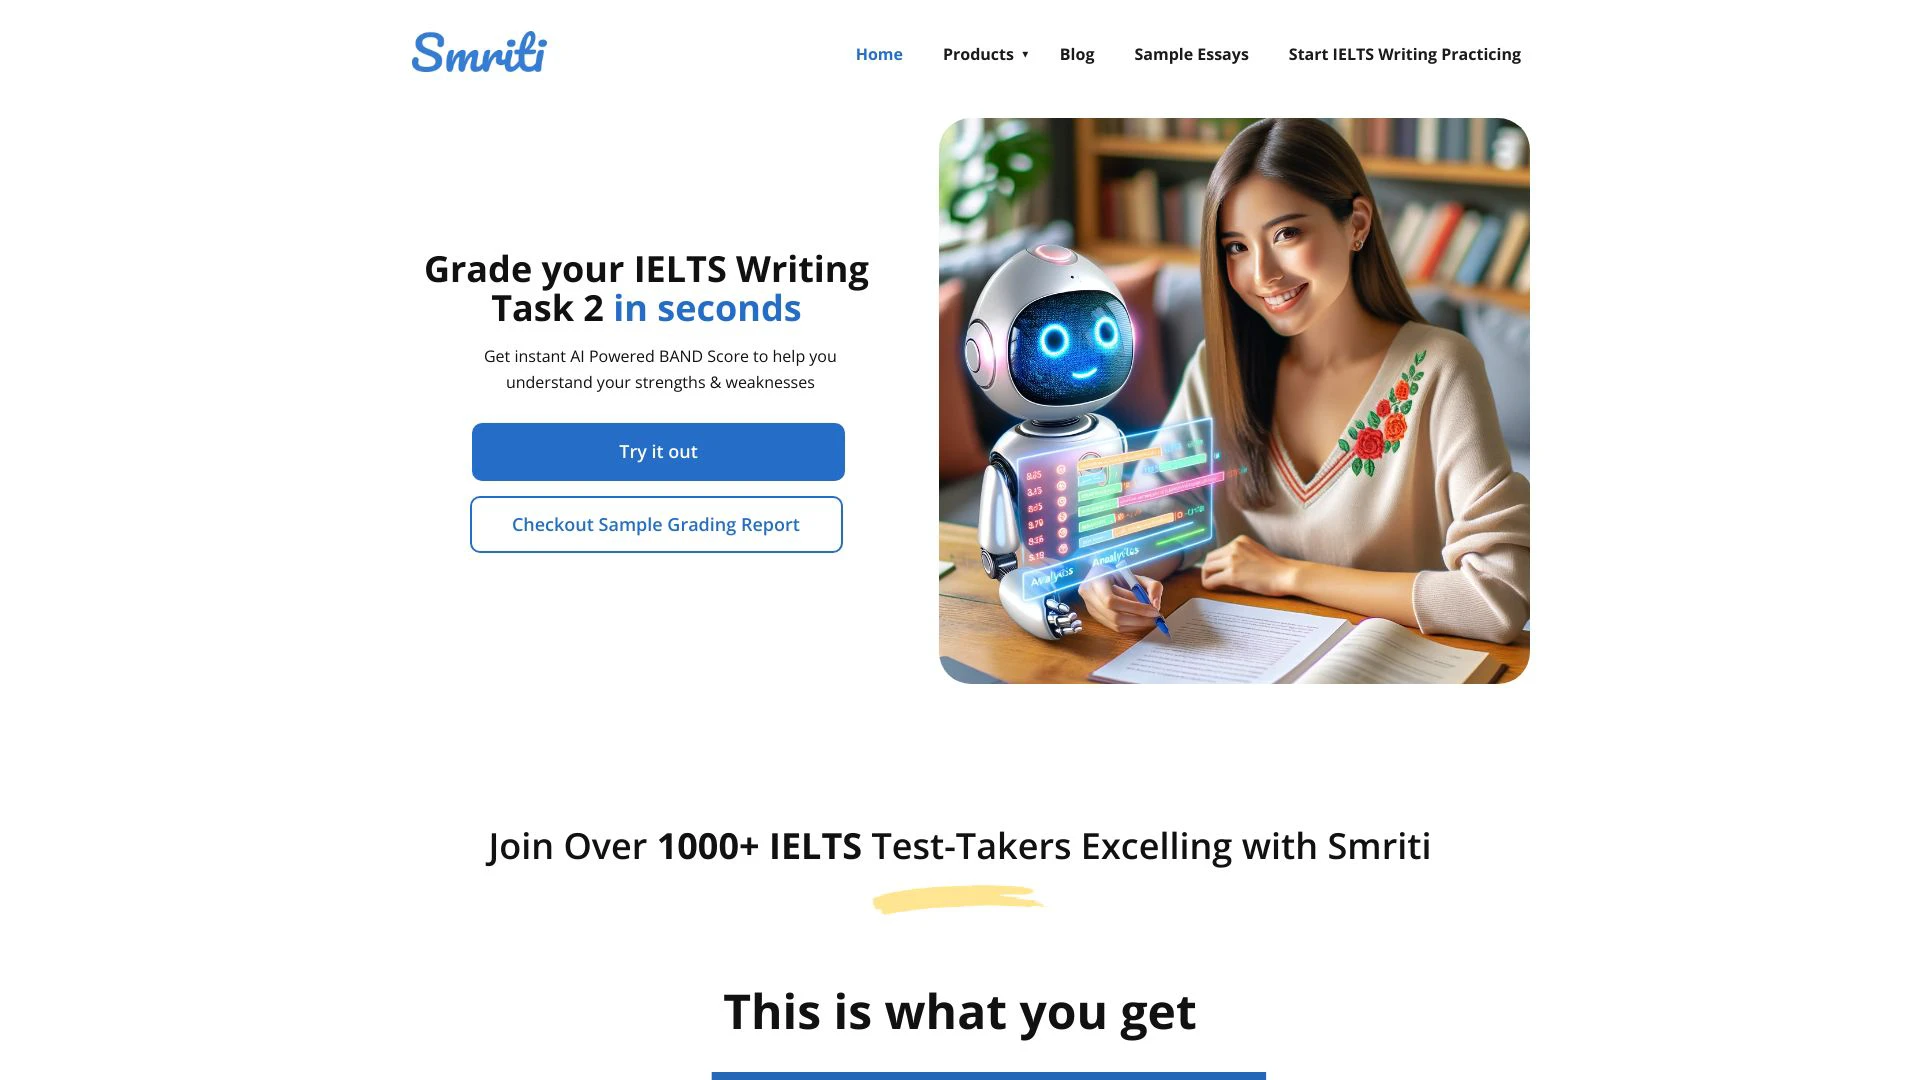 Smriti
Home
Products ▾
Blog
Sample Essays
Start IELTS Writing Practicing
Grade your IELTS Writing
Task 2 in seconds
Get instant AI Powered BAND Score to help you
understand your strengths & weaknesses
Try it out
Checkout Sample Grading Report
Analytics
Join Over 1000+ IELTS Test-Takers Excelling with Smriti
This is what you get